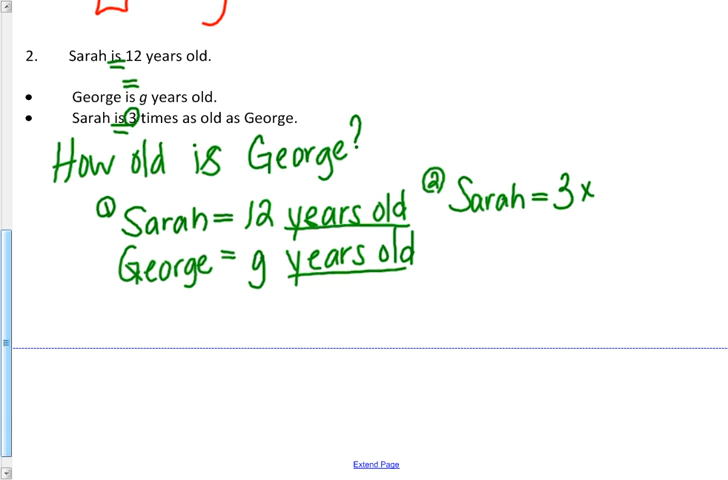 2. Sarah is 12 years old.
=
• George is g years old.
• Sarah is 3 times as old as George.
How old is George?
① Sarah = 12 years old
② Sarah = 3 x
George = g years old
Extend Page